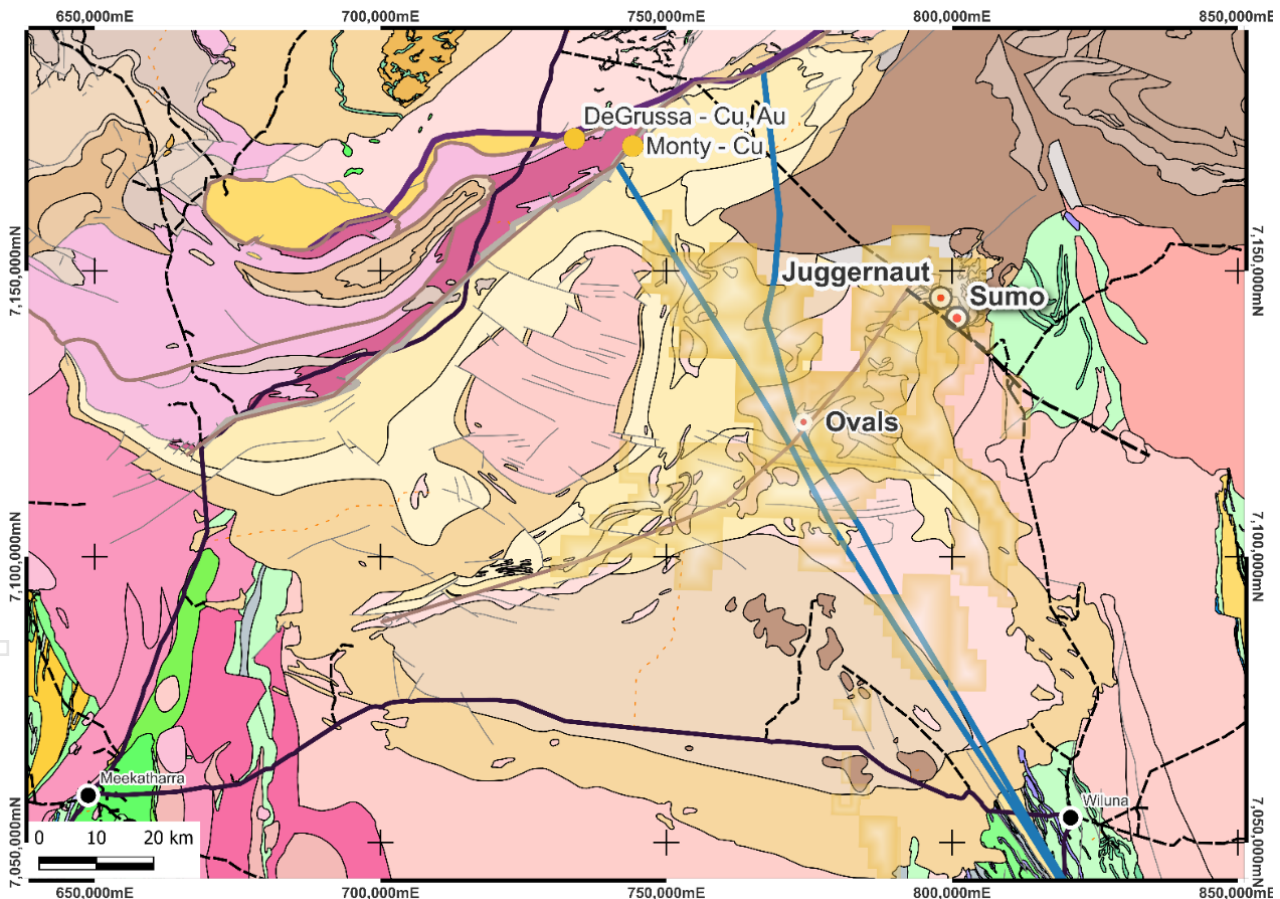 650,000mE
700,000mE
750,000mE
800,000mE
850,000mE
DeGrussa - Cu, Au
Monty - Cu
7,150,000mN
7,150,000mN
Juggernaut
Sumo
Ovals
7,100,000mN
7,100,000mN
Meekatharra
Wiluna
0 10 20 km
7,050,000mN
7,050,000mN
650,000mE
700,000mE
750,000mE
800,000mE
850,000mE